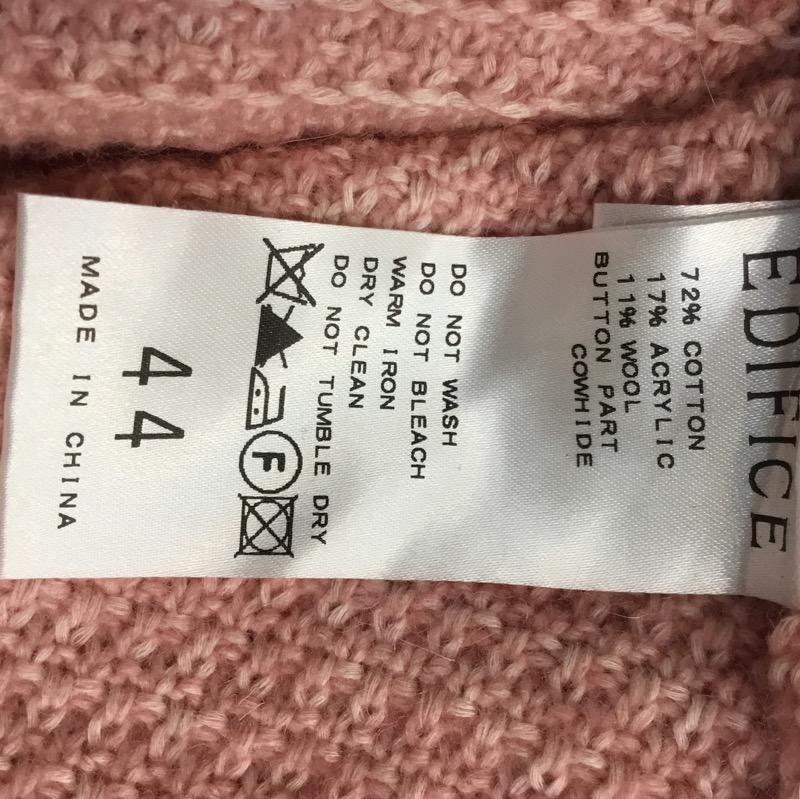 EDIFICE
72% COTTON
17% ACRYLIC
11% WOOL
BUTTON PART
COWHIDE
DO NOT WASH
DO NOT BLEACH
WARM IRON
DRY CLEAN
DO NOT TUMBLE DRY
F
44
MADE IN CHINA